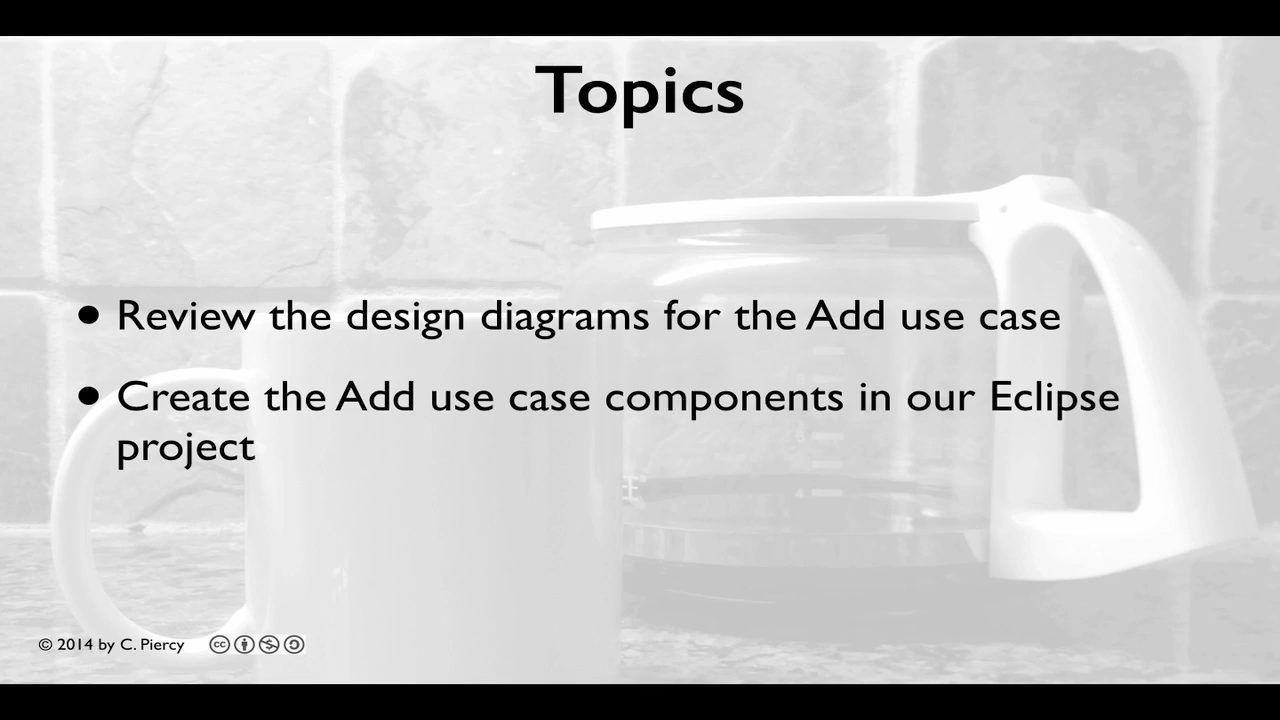 Topics
• Review the design diagrams for the Add use case
• Create the Add use case components in our Eclipse
project
© 2014 by C. Piercy